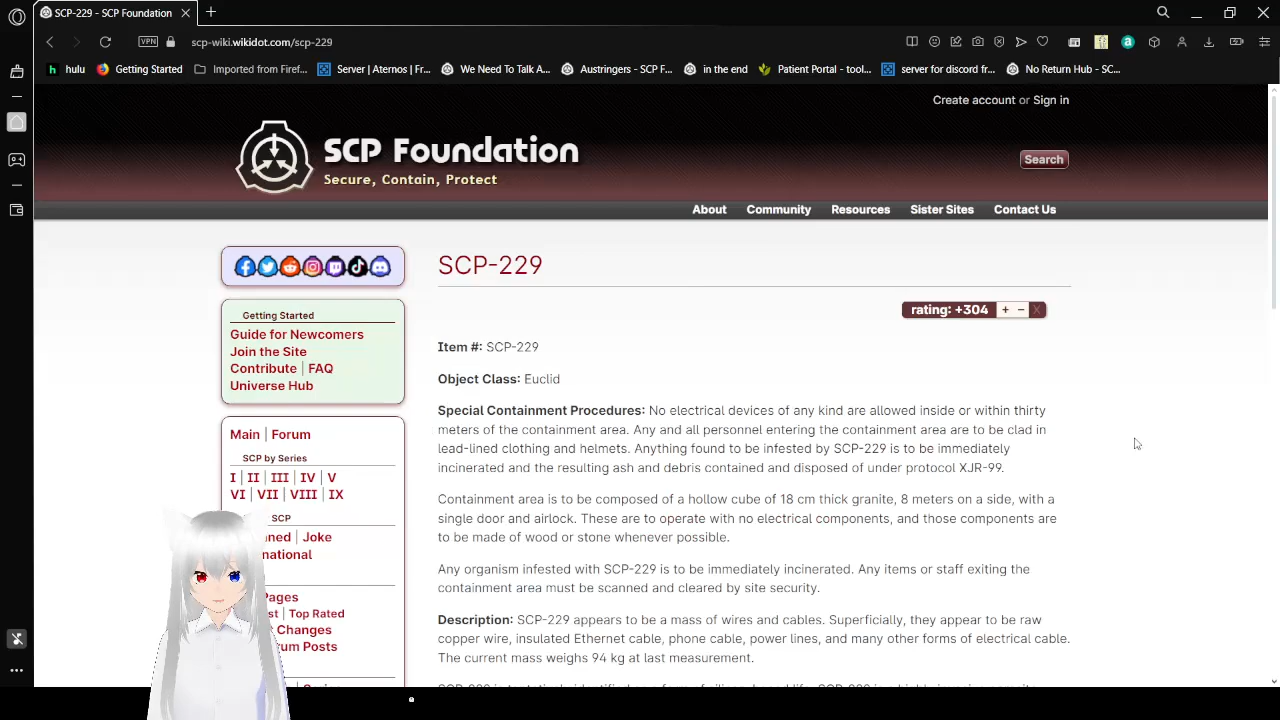 SCP-229 - SCP Foundation
VPN
scp-wiki.wikidot.com/scp-229
hulu
Getting Started
Imported from Firef...
Server | Aternos | Fr...
We Need To Talk A...
Austringers - SCP F...
in the end
Patient Portal - tool...
server for discord fr...
No Return Hub - SC...
Create account or Sign in
SCP Foundation
Secure, Contain, Protect
Search
About
Community
Resources
Sister Sites
Contact Us
Getting Started
Guide for Newcomers
Join the Site
Contribute | FAQ
Universe Hub
Main | Forum
SCP by Series
I | II | III | IV | V
VI | VII | VIII | IX
SCP
ned | Joke
national
Pages
st | Top Rated
Changes
rum Posts
SCP-229
rating: +304 + – X
Item #: SCP-229
Object Class: Euclid
Special Containment Procedures: No electrical devices of any kind are allowed inside or within thirty
meters of the containment area. Any and all personnel entering the containment area are to be clad in
lead-lined clothing and helmets. Anything found to be infested by SCP-229 is to be immediately
incinerated and the resulting ash and debris contained and disposed of under protocol XJR-99.
Containment area is to be composed of a hollow cube of 18 cm thick granite, 8 meters on a side, with a
single door and airlock. These are to operate with no electrical components, and those components are
to be made of wood or stone whenever possible.
Any organism infested with SCP-229 is to be immediately incinerated. Any items or staff exiting the
containment area must be scanned and cleared by site security.
Description: SCP-229 appears to be a mass of wires and cables. Superficially, they appear to be raw
copper wire, insulated Ethernet cable, phone cable, power lines, and many other forms of electrical cable.
The current mass weighs 94 kg at last measurement.